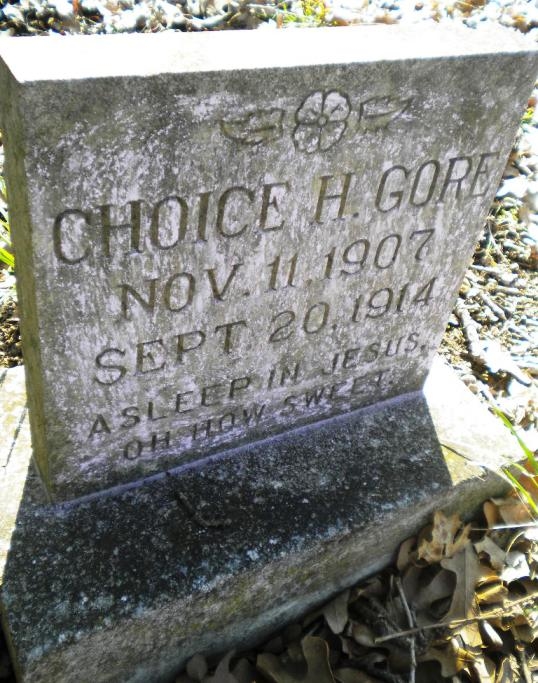 CHOICE H. GORE
NOV. 11, 1907
SEPT. 20, 1914.
ASLEEP IN JESUS,
OH HOW SWEET.